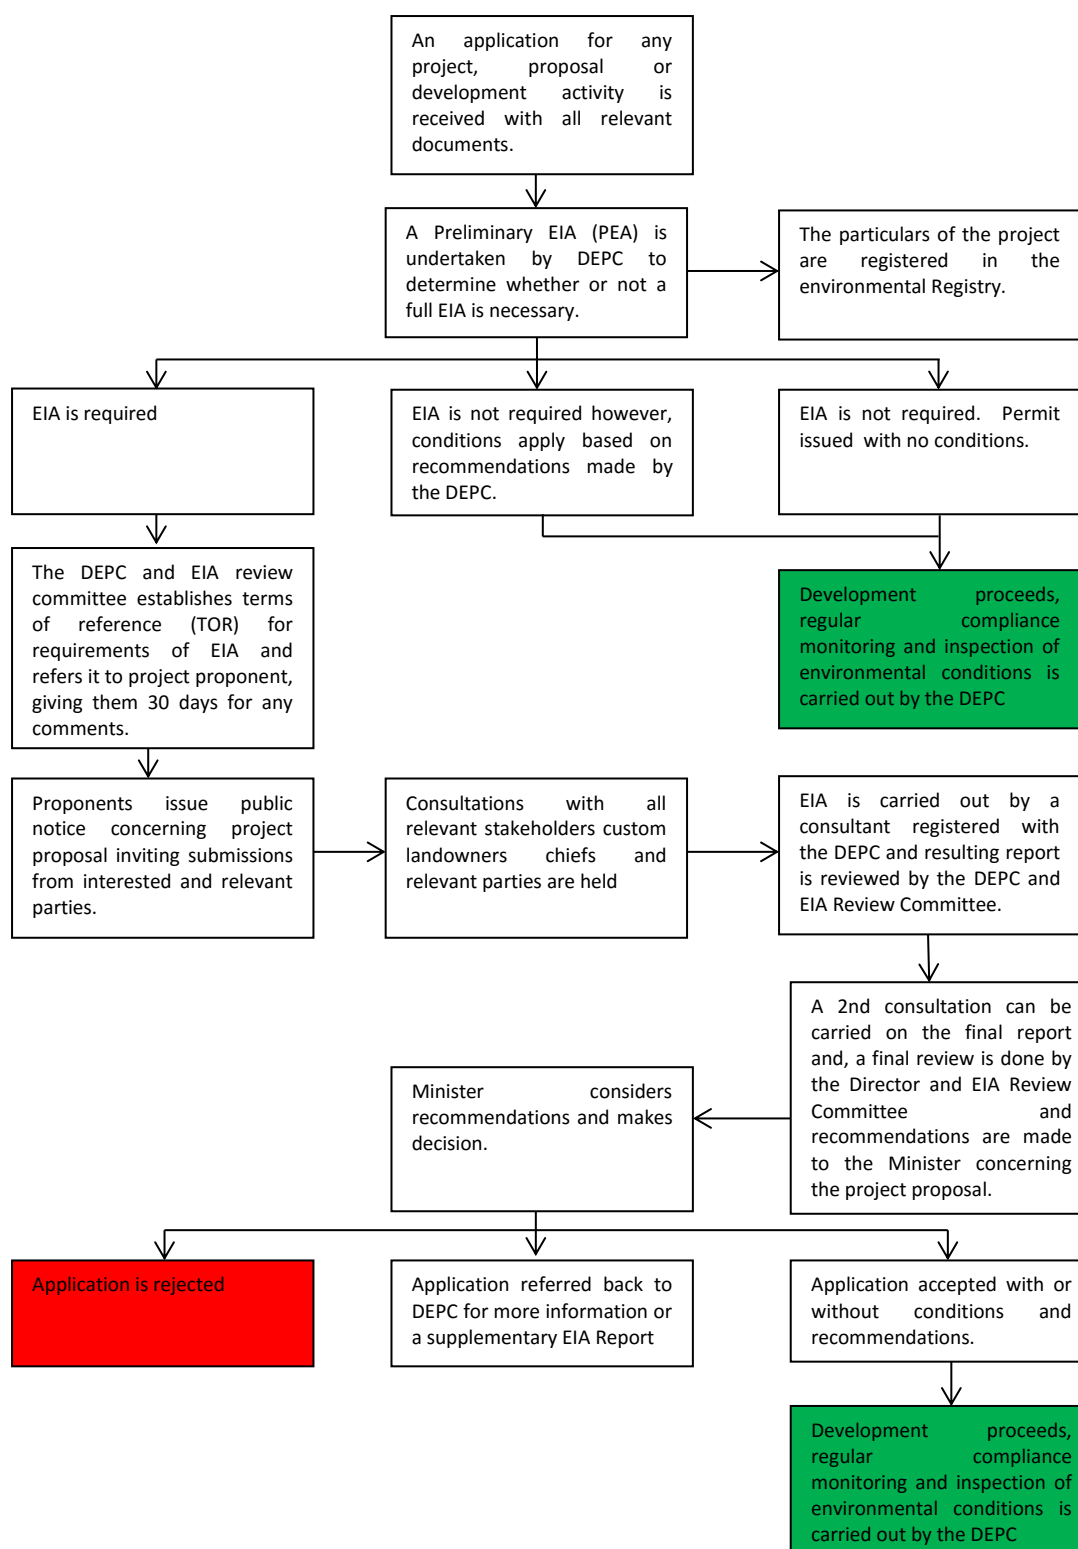 An application for any
project, proposal or
development activity is
received with all relevant
documents.
A Preliminary EIA (PEA) is
undertaken by DEPC to
determine whether or not a
full EIA is necessary.
The particulars of the project
are registered in the
environmental Registry.
EIA is required
EIA is not required however,
conditions apply based on
recommendations made by
the DEPC.
EIA is not required. Permit
issued with no conditions.
The DEPC and EIA review
committee establishes terms
of reference (TOR) for
requirements of EIA and
refers it to project proponent,
giving them 30 days for any
comments.
Development proceeds,
regular compliance
monitoring and inspection of
environmental conditions is
carried out by the DEPC
Proponents issue public
notice concerning project
proposal inviting submissions
from interested and relevant
parties.
Consultations with all
relevant stakeholders custom
landowners chiefs and
relevant parties are held
EIA is carried out by a
consultant registered with
the DEPC and resulting report
is reviewed by the DEPC and
EIA Review Committee.
A 2nd consultation can be
carried on the final report
and, a final review is done by
the Director and EIA Review
Committee and
recommendations are made
to the Minister concerning
the project proposal.
Minister considers
recommendations and makes
decision.
Application is rejected
Application referred back to
DEPC for more information or
a supplementary EIA Report
Application accepted with or
without conditions and
recommendations.
Development proceeds,
regular compliance
monitoring and inspection of
environmental conditions is
carried out by the DEPC